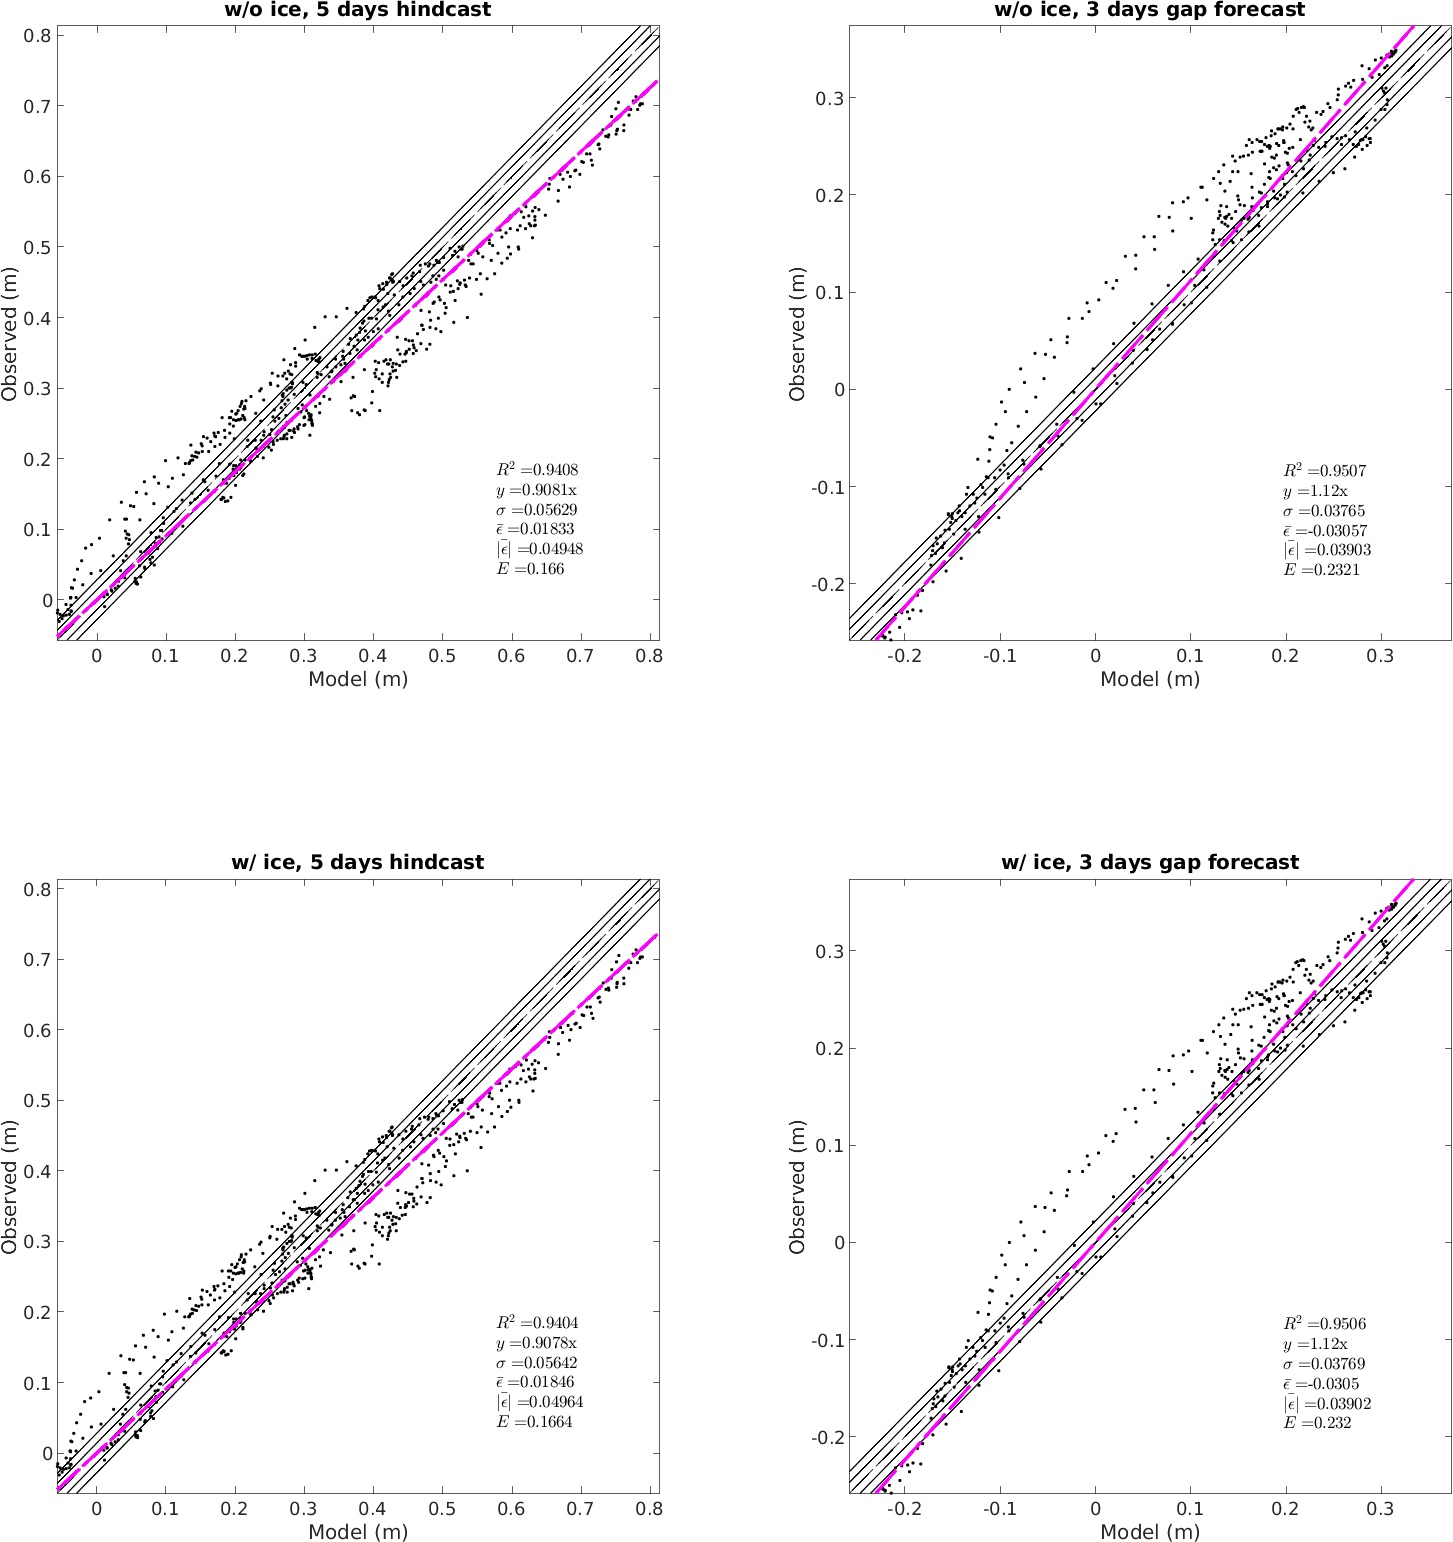 w/o ice, 5 days hindcast
0.8
0.7
0.6
0.5
0.4
0.3
0.2
0.1
0
Observed (m)
R² =0.9408
y =0.9081x
σ =0.05629
ε̄ =0.01833
|ε̄| =0.04948
E =0.166
0 0.1 0.2 0.3 0.4 0.5 0.6 0.7 0.8
Model (m)
w/o ice, 3 days gap forecast
0.3
0.2
0.1
0
-0.1
-0.2
Observed (m)
R² =0.9507
y =1.12x
σ =0.03765
ε̄ =-0.03057
|ε̄| =0.03903
E =0.2321
-0.2 -0.1 0 0.1 0.2 0.3
Model (m)
w/ ice, 5 days hindcast
0.8
0.7
0.6
0.5
0.4
0.3
0.2
0.1
0
Observed (m)
R² =0.9404
y =0.9078x
σ =0.05642
ε̄ =0.01846
|ε̄| =0.04964
E =0.1664
0 0.1 0.2 0.3 0.4 0.5 0.6 0.7 0.8
Model (m)
w/ ice, 3 days gap forecast
0.3
0.2
0.1
0
-0.1
-0.2
Observed (m)
R² =0.9506
y =1.12x
σ =0.03769
ε̄ =-0.0305
|ε̄| =0.03902
E =0.232
-0.2 -0.1 0 0.1 0.2 0.3
Model (m)